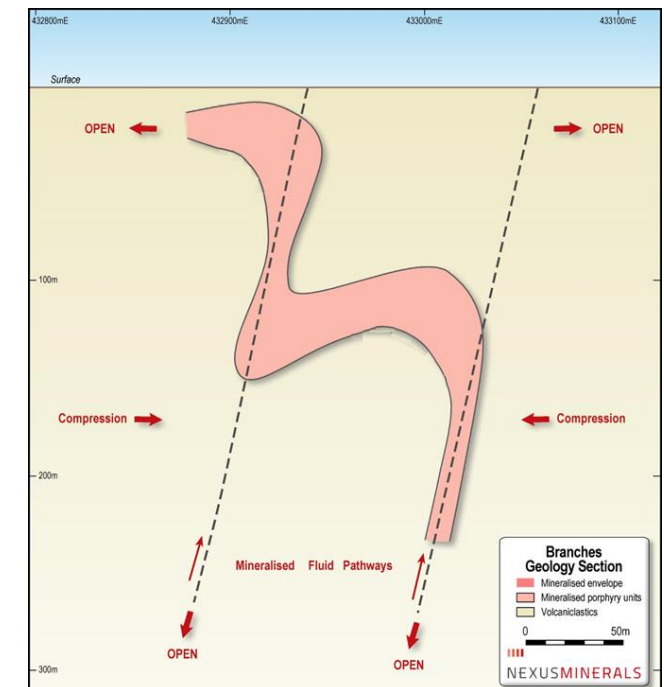 432800mE
432900mE
433000mE
433100mE
Surface
OPEN
OPEN
100m
Compression
Compression
200m
Mineralised Fluid Pathways
OPEN
OPEN
300m
Branches
Geology Section
Mineralised envelope
Mineralised porphyry units
Volcaniclastics
0 50m
NEXUSMINERALS